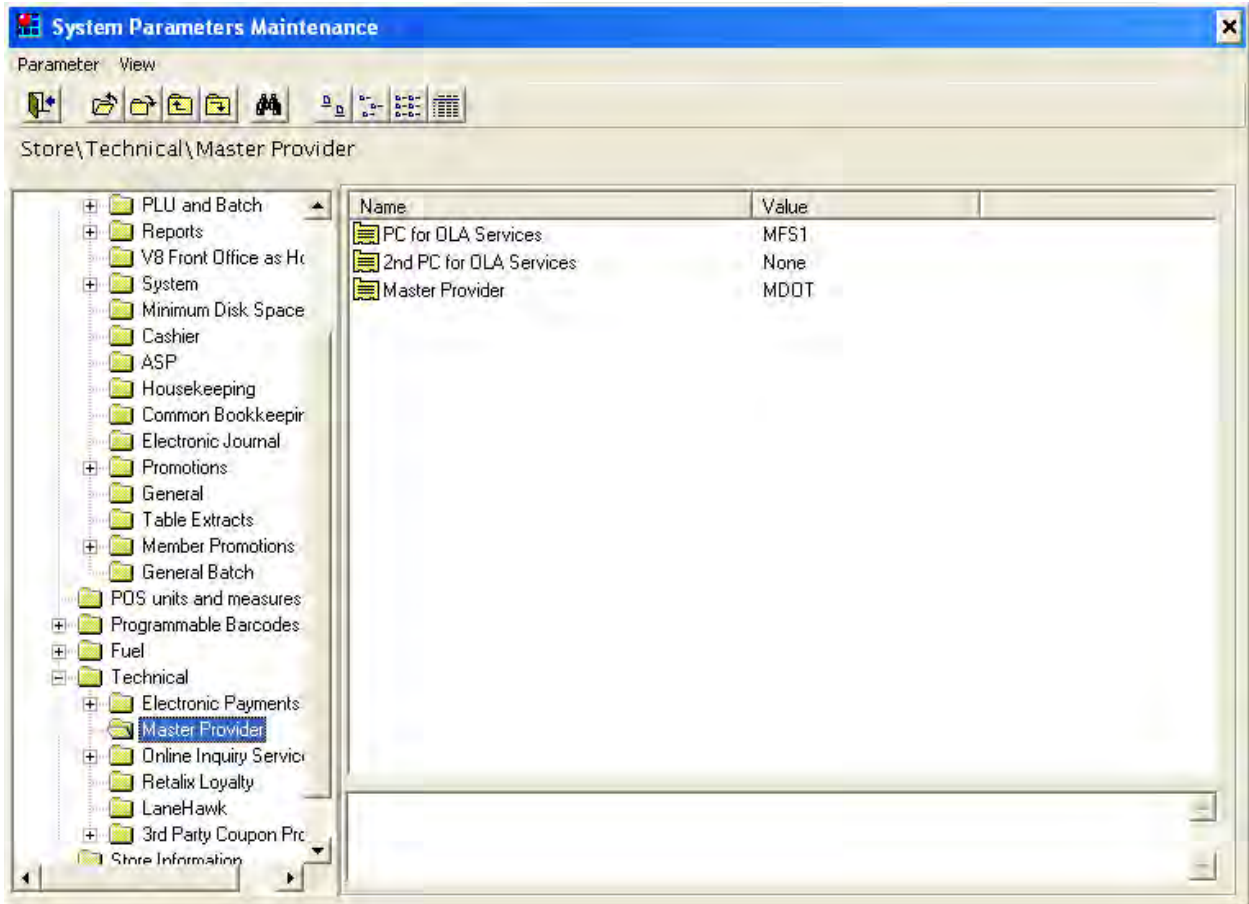 System Parameters Maintenance
Parameter View
Store\Technical\Master Provider
PLU and Batch
Reports
V8 Front Office as Ho
System
Minimum Disk Space
Cashier
ASP
Housekeeping
Common Bookkeepin
Electronic Journal
Promotions
General
Table Extracts
Member Promotions
General Batch
POS units and measures
Programmable Barcodes
Fuel
Technical
Electronic Payments
Master Provider
Online Inquiry Servic
Retalix Loyalty
LaneHawk
3rd Party Coupon Pro
Store Information
Name Value
PC for OLA Services MFS1
2nd PC for OLA Services None
Master Provider MDOT